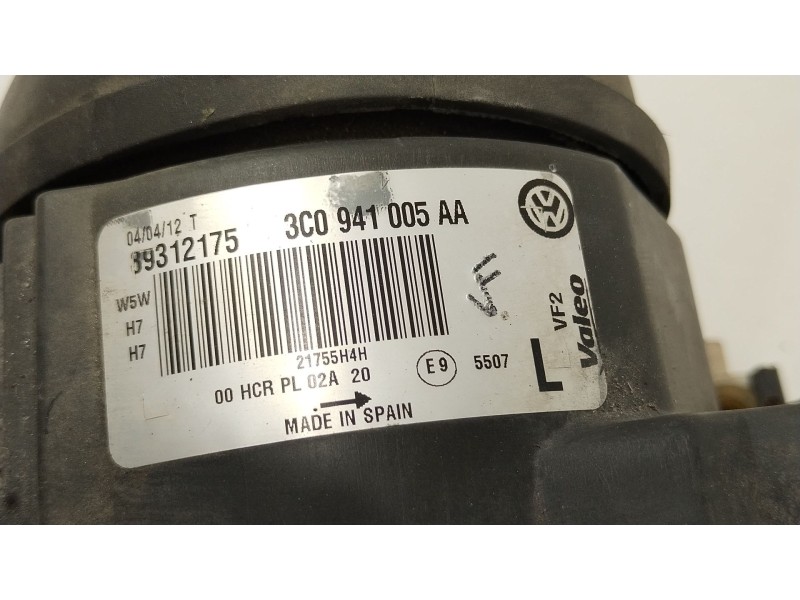 04/04/12 T
89312175 3C0 941 005 AA
W5W
H7
H7
21755H4H
00 HCR PL 02A 20
E9 5507
L
VF2
Valeo
MADE IN SPAIN